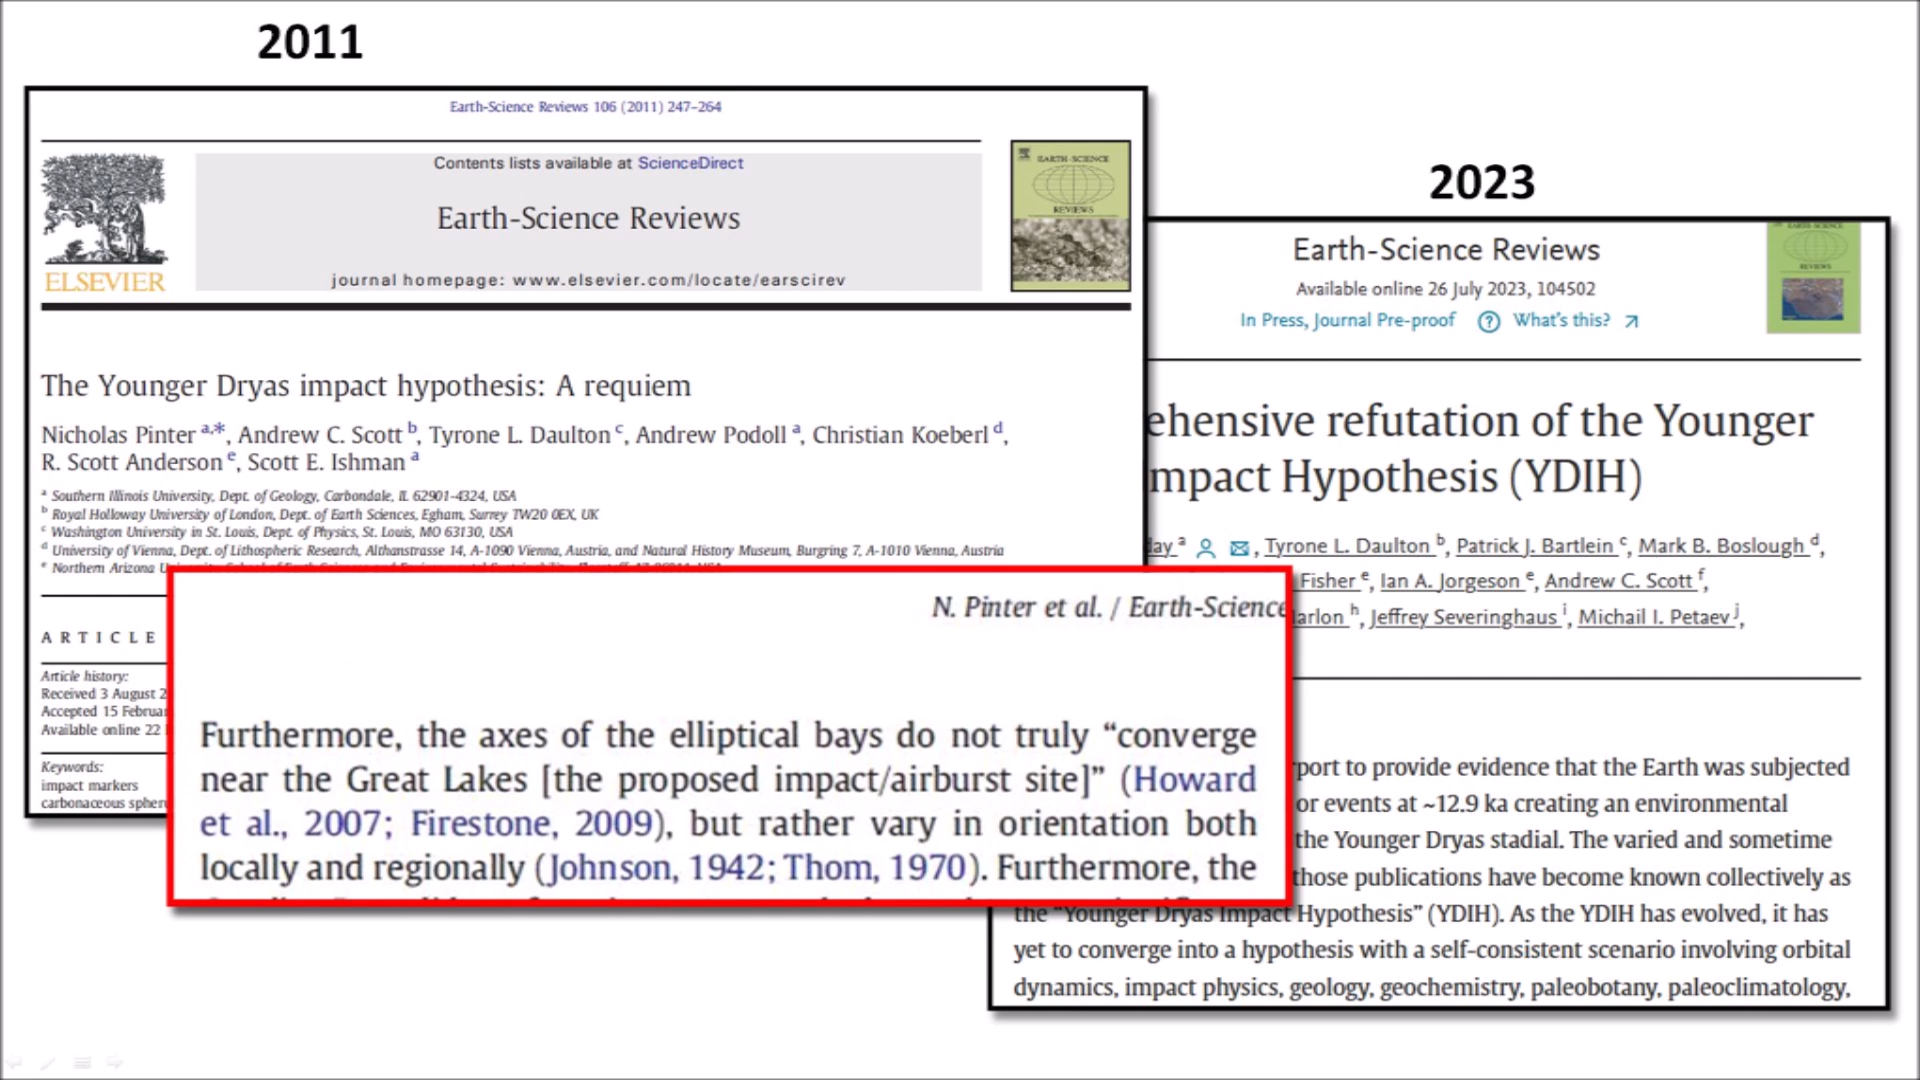 2011
Earth-Science Reviews 106 (2011) 247–264
Contents lists available at ScienceDirect
Earth-Science Reviews
journal homepage: www.elsevier.com/locate/earscirev
ELSEVIER
EARTH-SCIENCE
REVIEWS
The Younger Dryas impact hypothesis: A requiem
Nicholas Pinter a,*, Andrew C. Scott b, Tyrone L. Daulton c, Andrew Podoll a, Christian Koeberl d,
R. Scott Anderson e, Scott E. Ishman a
a Southern Illinois University, Dept. of Geology, Carbondale, IL 62901-4324, USA
b Royal Holloway University of London, Dept. of Earth Sciences, Egham, Surrey TW20 0EX, UK
c Washington University in St. Louis, Dept. of Physics, St. Louis, MO 63130, USA
d University of Vienna, Dept. of Lithospheric Research, Althanstrasse 14, A-1090 Vienna, Austria, and Natural History Museum, Burgring 7, A-1010 Vienna, Austria
e Northern Arizona
ARTICLE
Article history:
Received 3 August 2
Accepted 15 Februar
Available online 22
Keywords:
impact markers
carbonaceous spher
N. Pinter et al. / Earth-Science
Furthermore, the axes of the elliptical bays do not truly “converge
near the Great Lakes [the proposed impact/airburst site]” (Howard
et al., 2007; Firestone, 2009), but rather vary in orientation both
locally and regionally (Johnson, 1942; Thom, 1970). Furthermore, the
2023
Earth-Science Reviews
Available online 26 July 2023, 104502
In Press, Journal Pre-proof ? What's this?
EARTH-SCIENCE
REVIEWS
ehensive refutation of the Younger
mpact Hypothesis (YDIH)
day a, Tyrone L. Daulton b, Patrick J. Bartlein c, Mark B. Boslough d,
Fisher e, Ian A. Jorgeson e, Andrew C. Scott f,
arlon h, Jeffrey Severinghaus i, Michail I. Petaev j,
port to provide evidence that the Earth was subjected
or events at ~12.9 ka creating an environmental
the Younger Dryas stadial. The varied and sometime
those publications have become known collectively as
the “Younger Dryas Impact Hypothesis” (YDIH). As the YDIH has evolved, it has
yet to converge into a hypothesis with a self-consistent scenario involving orbital
dynamics, impact physics, geology, geochemistry, paleobotany, paleoclimatology,